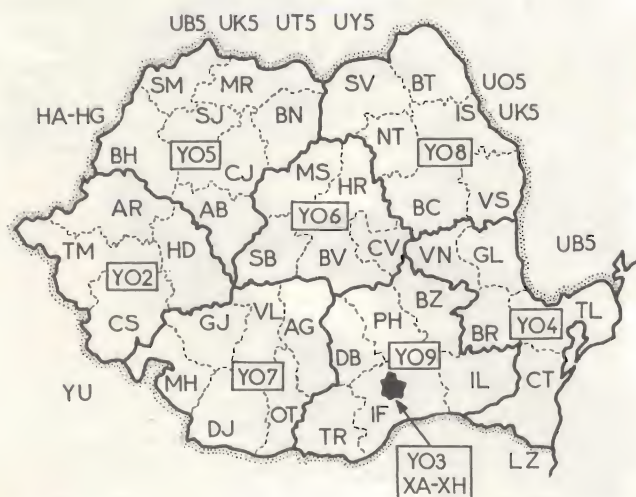 UB5 UK5 UT5 UY5
SM MR SV BT
UO5
HA-HG SJ BN IS UK5
YO5 NT YO8
BH CJ MS HR
AR AB BC VS
YO6
TM HD SB BV CV VN GL UB5
YO2
CS GJ VL AG PH BZ BR YO4 TL
YU MH YO7 DB YO9 IL CT
DJ OT TR IF
YO3
XA-XH
LZ